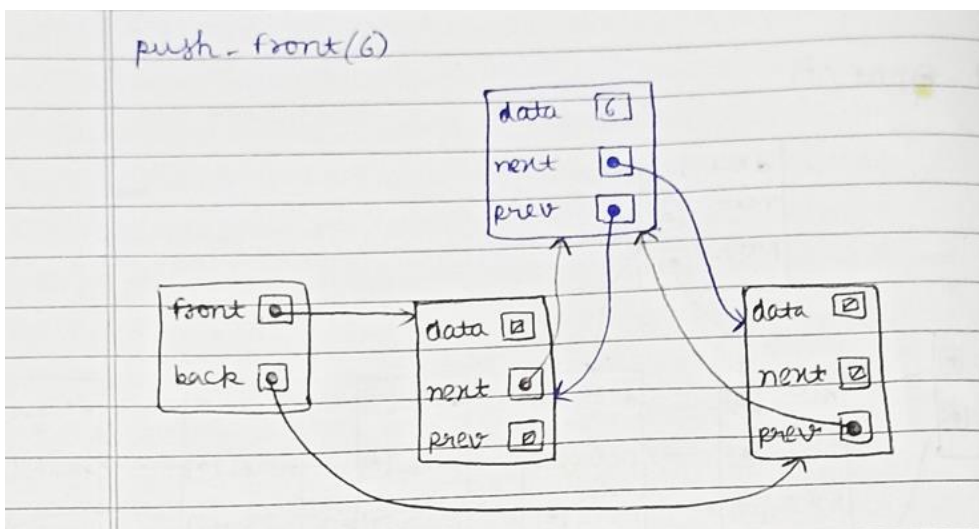 push_front(6)
data 6
next
prev
front
back
data
next
prev
data
next
prev